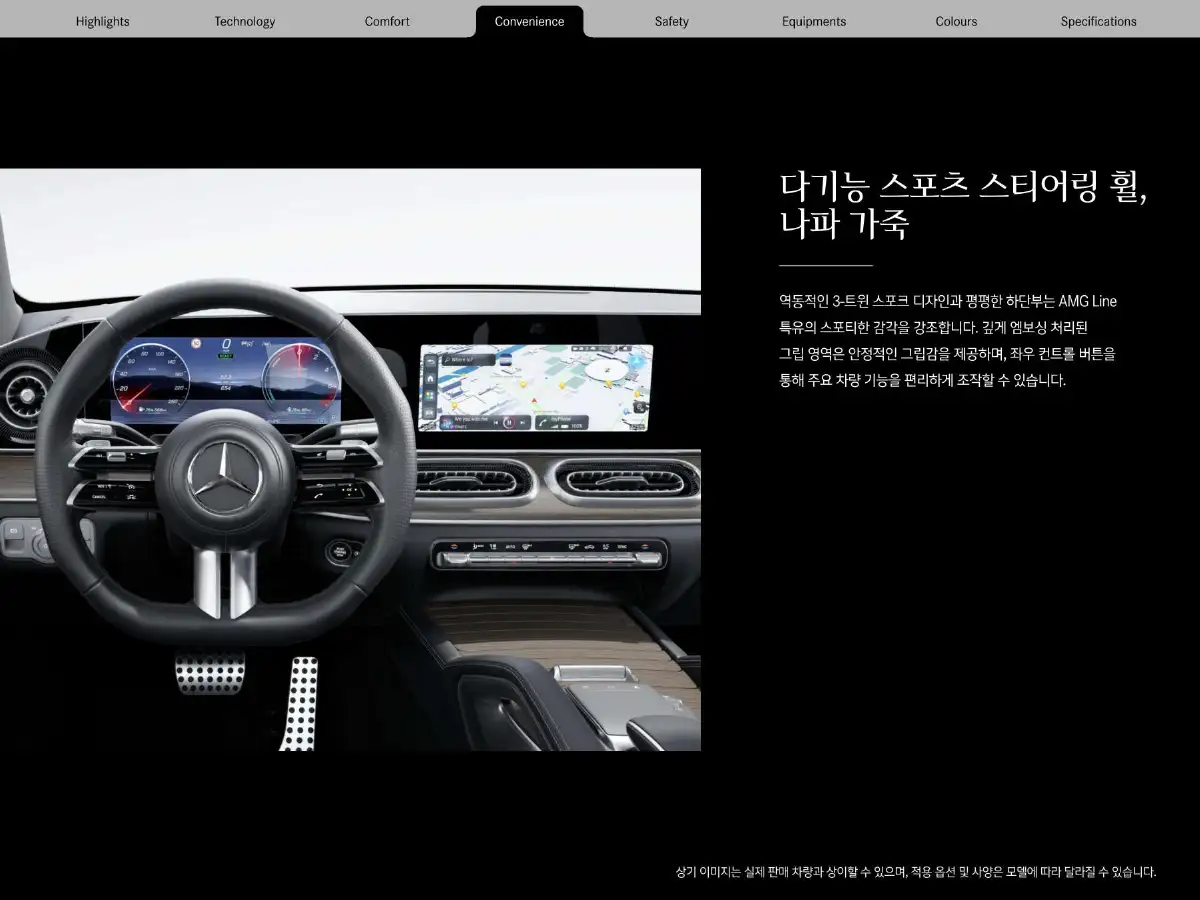 Highlights
Technology
Comfort
Convenience
Safety
Equipments
Colours
Specifications
다기능 스포츠 스티어링 휠,
나파 가죽
역동적인 3-트윈 스포크 디자인과 평평한 하단부는 AMG Line
특유의 스포티한 감각을 강조합니다. 깊게 엠보싱 처리된
그립 영역은 안정적인 그립감을 제공하며, 좌우 컨트롤 버튼을
통해 주요 차량 기능을 편리하게 조작할 수 있습니다.
상기 이미지는 실제 판매 차량과 상이할 수 있으며, 적용 옵션 및 사양은 모델에 따라 달라질 수 있습니다.